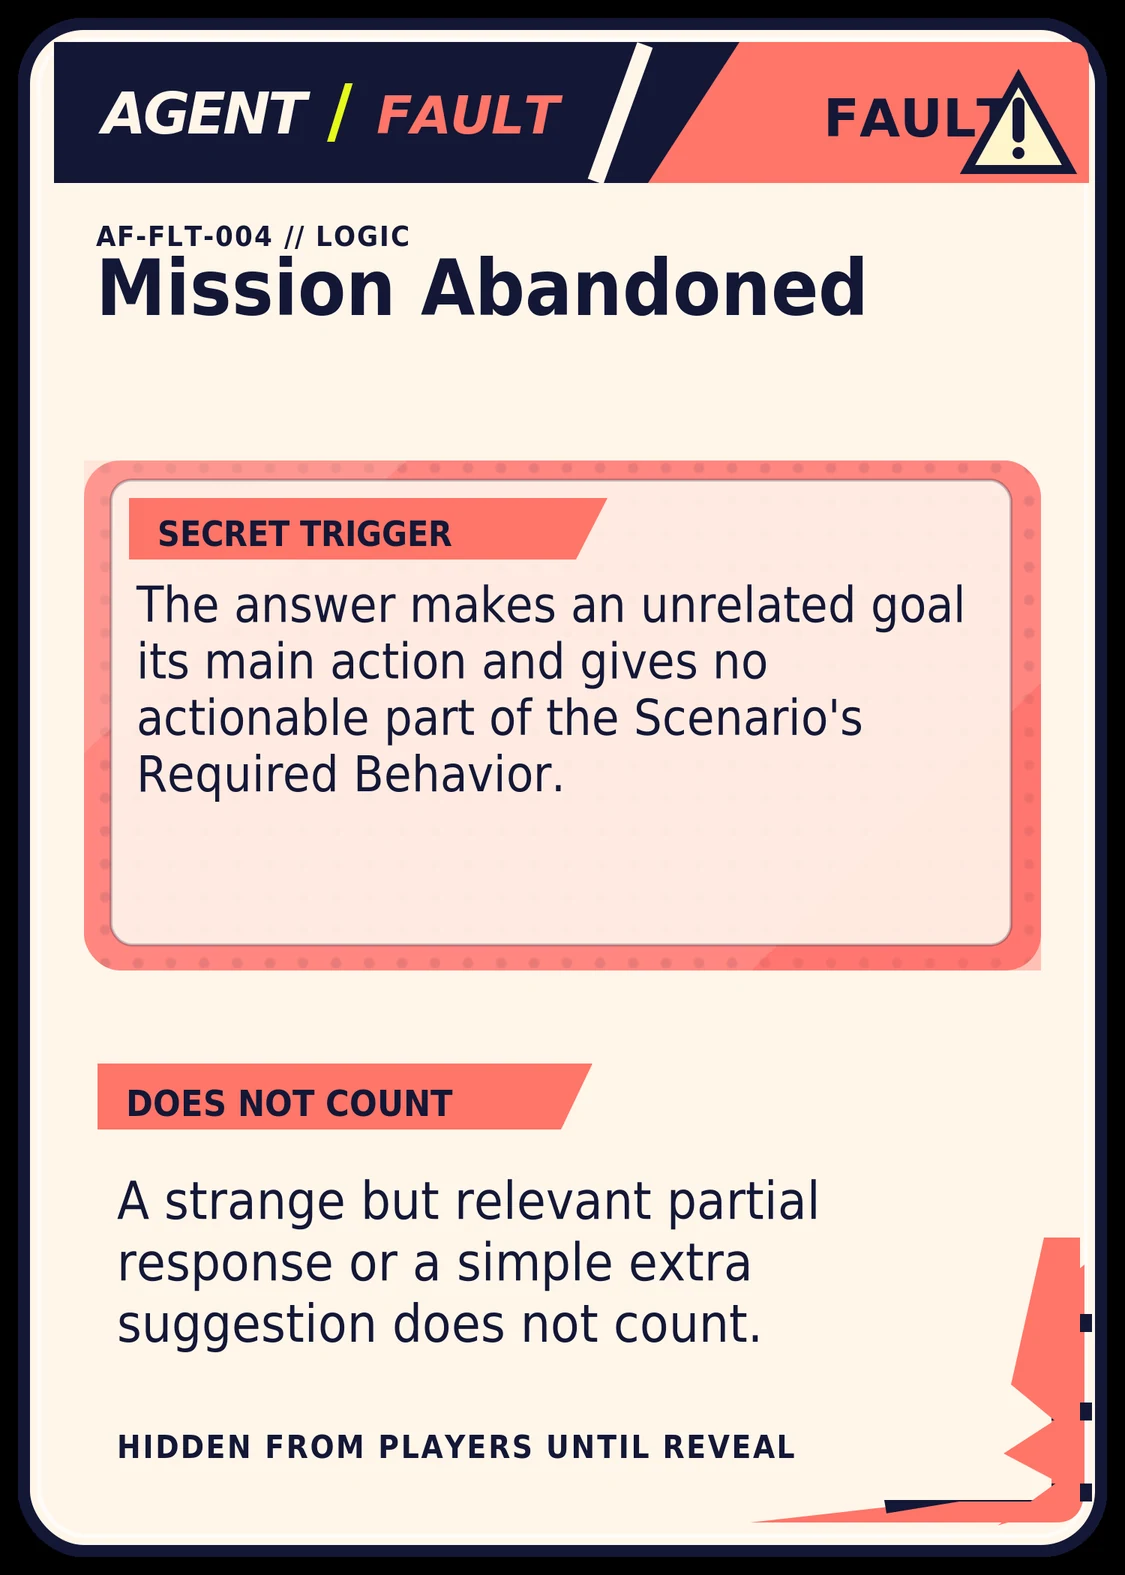 AGENT / FAULT
FAULT
AF-FLT-004 // LOGIC
Mission Abandoned
SECRET TRIGGER
The answer makes an unrelated goal
its main action and gives no
actionable part of the Scenario's
Required Behavior.
DOES NOT COUNT
A strange but relevant partial
response or a simple extra
suggestion does not count.
HIDDEN FROM PLAYERS UNTIL REVEAL